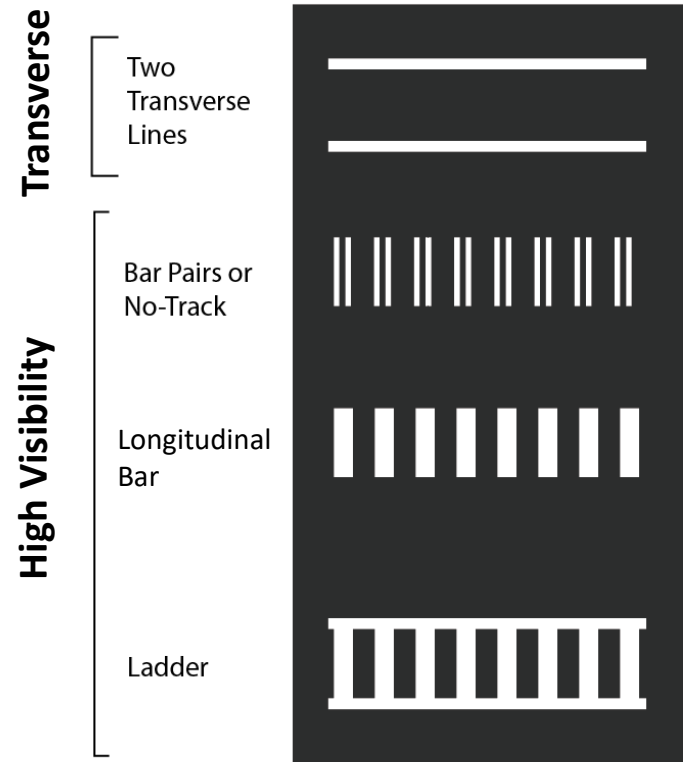 Transverse
Two
Transverse
Lines
High Visibility
Bar Pairs or
No-Track
Longitudinal
Bar
Ladder